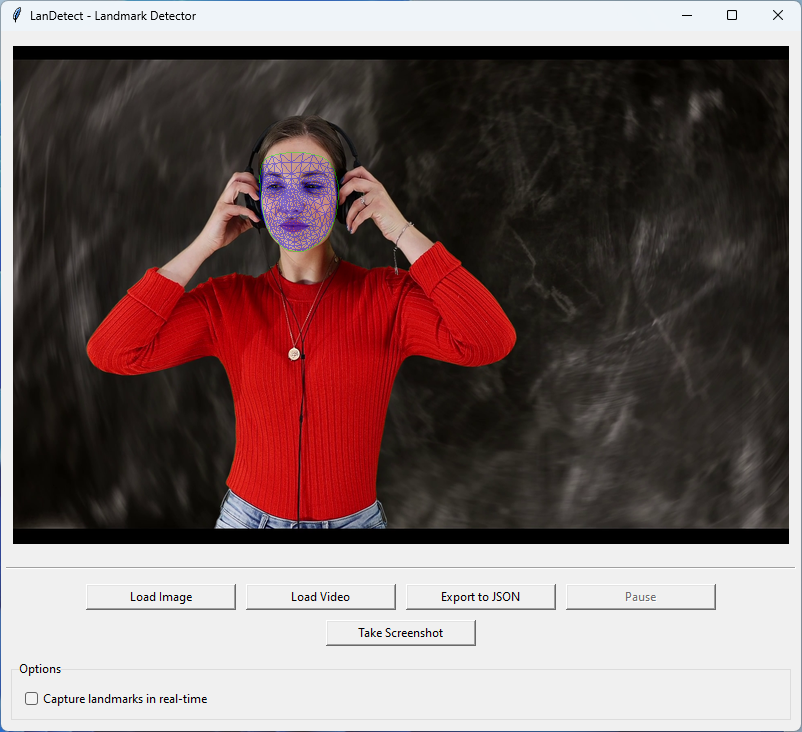 LanDetect - Landmark Detector
Load Image
Load Video
Export to JSON
Pause
Take Screenshot
Options
Capture landmarks in real-time